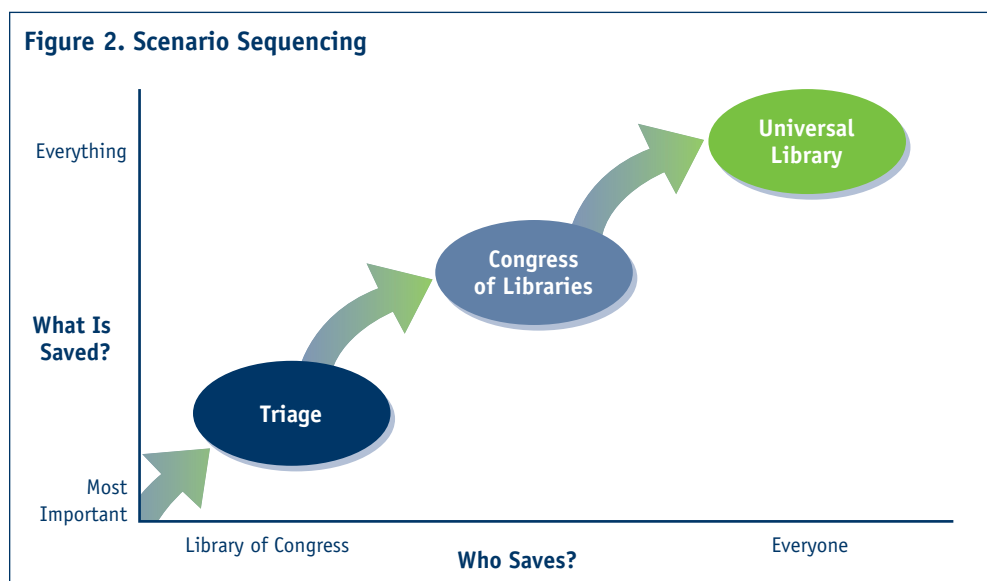 Figure 2. Scenario Sequencing
Everything
Universal
Library
Congress
of Libraries
What Is
Saved?
Triage
Most
Important
Library of Congress
Who Saves?
Everyone